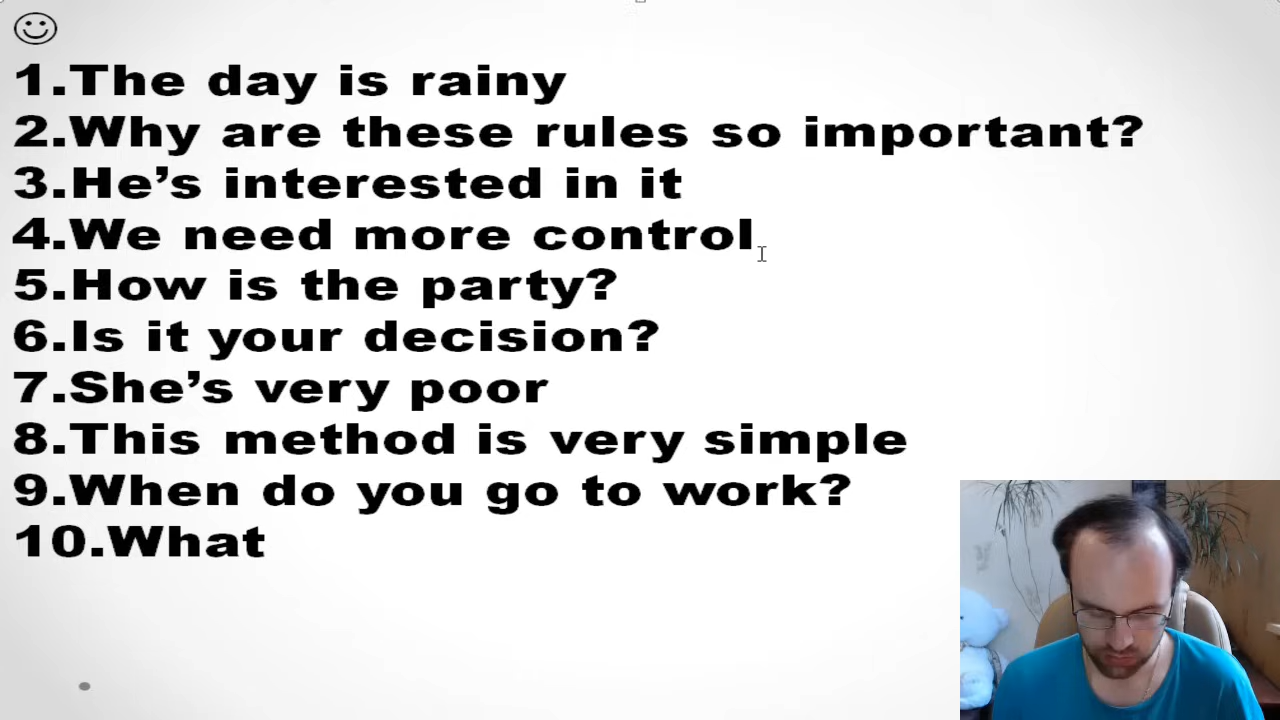 1.The day is rainy
2.Why are these rules so important?
3.He’s interested in it
4.We need more control
5.How is the party?
6.Is it your decision?
7.She’s very poor
8.This method is very simple
9.When do you go to work?
10.What